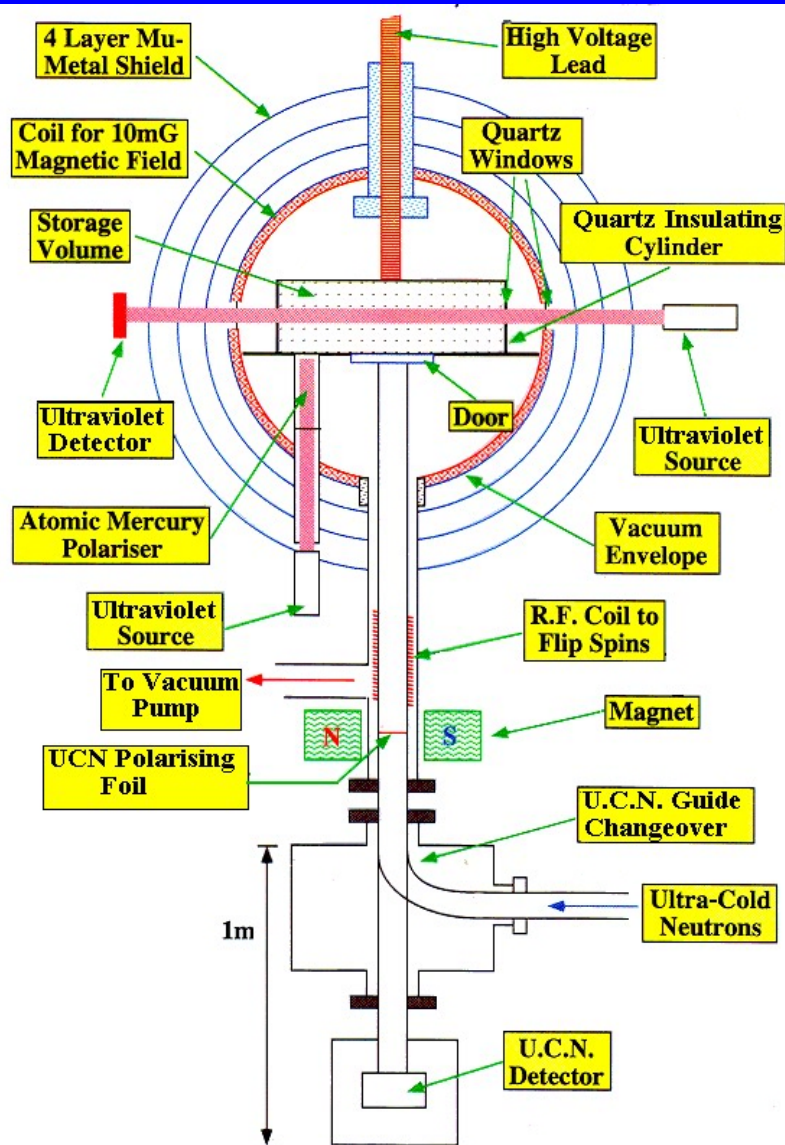 4 Layer Mu-
Metal Shield
High Voltage
Lead
Coil for 10mG
Magnetic Field
Quartz
Windows
Storage
Volume
Quartz Insulating
Cylinder
Ultraviolet
Detector
Door
Ultraviolet
Source
Atomic Mercury
Polariser
Vacuum
Envelope
Ultraviolet
Source
R.F. Coil to
Flip Spins
To Vacuum
Pump
Magnet
N
S
UCN Polarising
Foil
U.C.N. Guide
Changeover
Ultra-Cold
Neutrons
1m
U.C.N.
Detector